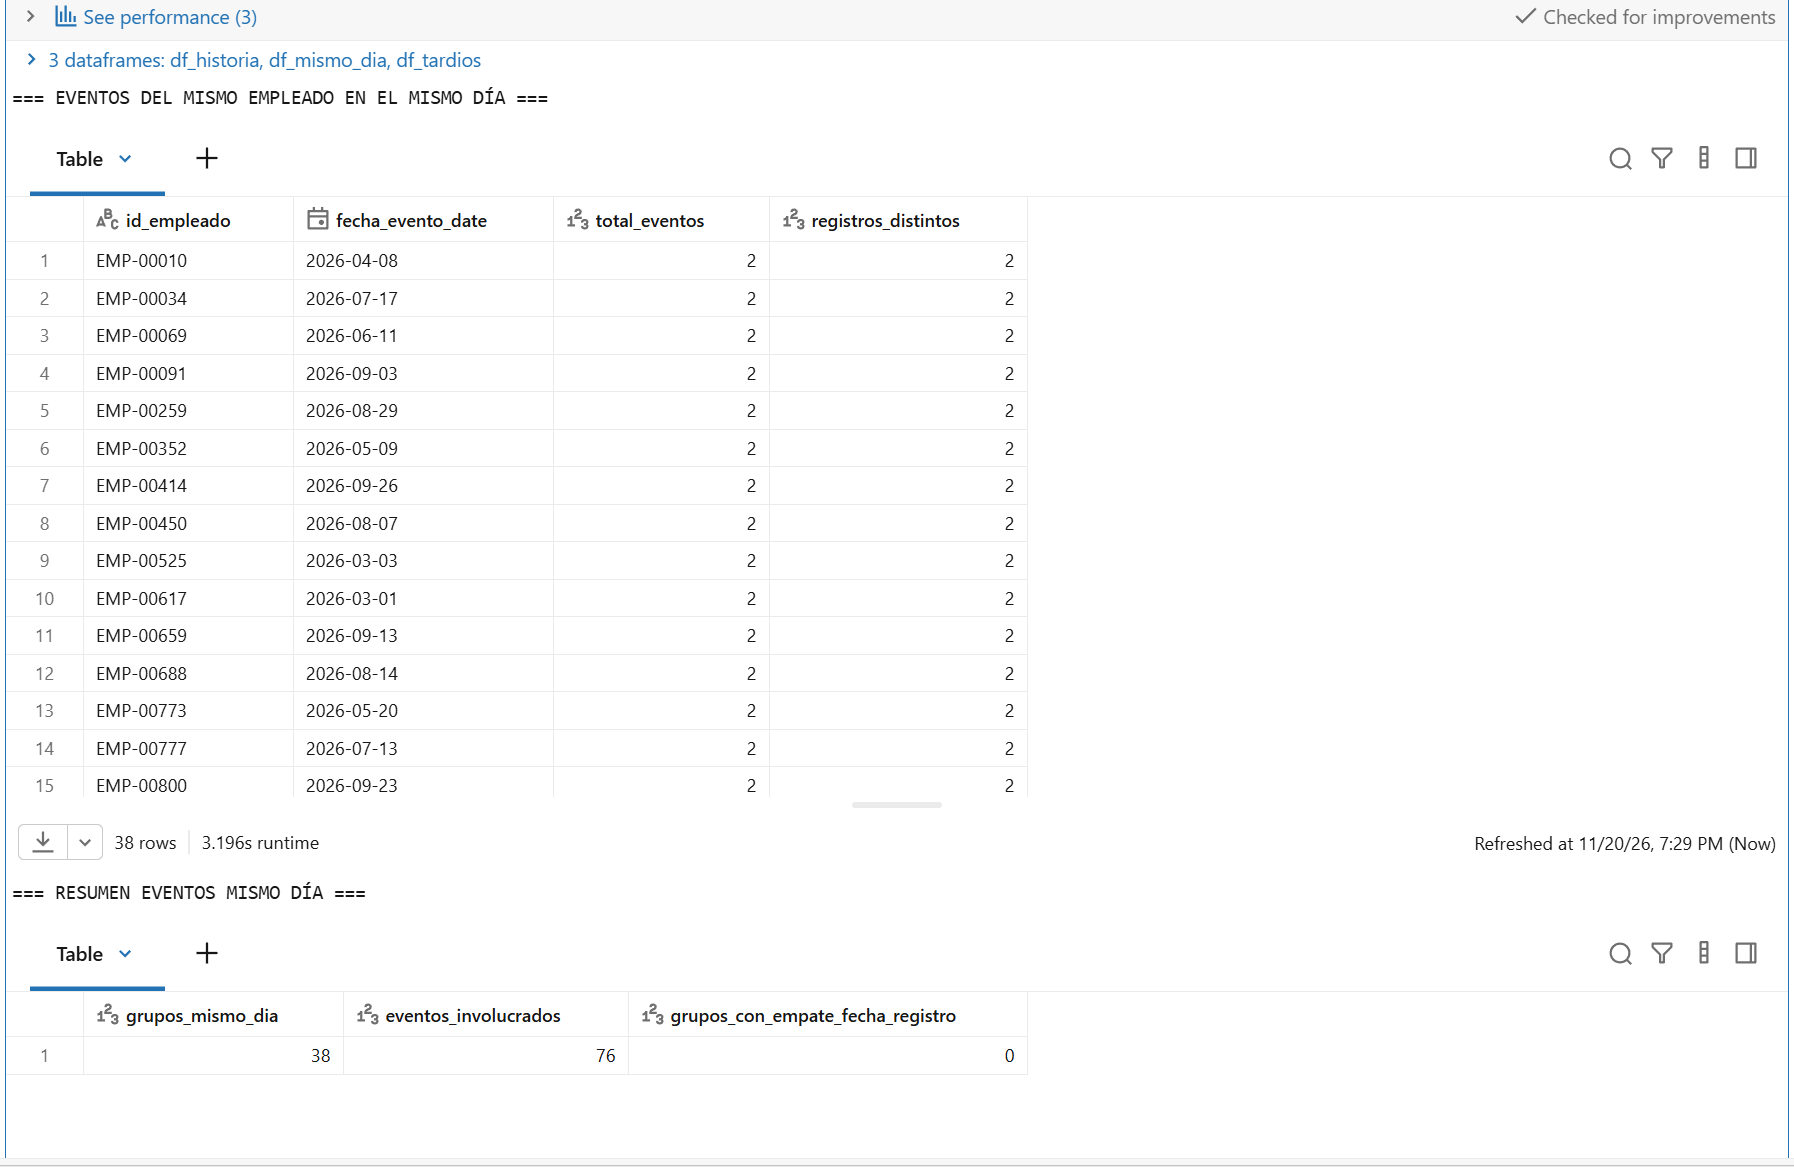 See performance (3)
Checked for improvements
3 dataframes: df_historia, df_mismo_dia, df_tardios
=== EVENTOS DEL MISMO EMPLEADO EN EL MISMO DÍA ===
Table
id_empleado fecha_evento_date total_eventos registros_distintos
1 EMP-00010 2026-04-08 2 2
2 EMP-00034 2026-07-17 2 2
3 EMP-00069 2026-06-11 2 2
4 EMP-00091 2026-09-03 2 2
5 EMP-00259 2026-08-29 2 2
6 EMP-00352 2026-05-09 2 2
7 EMP-00414 2026-09-26 2 2
8 EMP-00450 2026-08-07 2 2
9 EMP-00525 2026-03-03 2 2
10 EMP-00617 2026-03-01 2 2
11 EMP-00659 2026-09-13 2 2
12 EMP-00688 2026-08-14 2 2
13 EMP-00773 2026-05-20 2 2
14 EMP-00777 2026-07-13 2 2
15 EMP-00800 2026-09-23 2 2
38 rows 3.196s runtime
Refreshed at 11/20/26, 7:29 PM (Now)
=== RESUMEN EVENTOS MISMO DÍA ===
Table
grupos_mismo_dia eventos_involucrados grupos_con_empate_fecha_registro
1 38 76 0